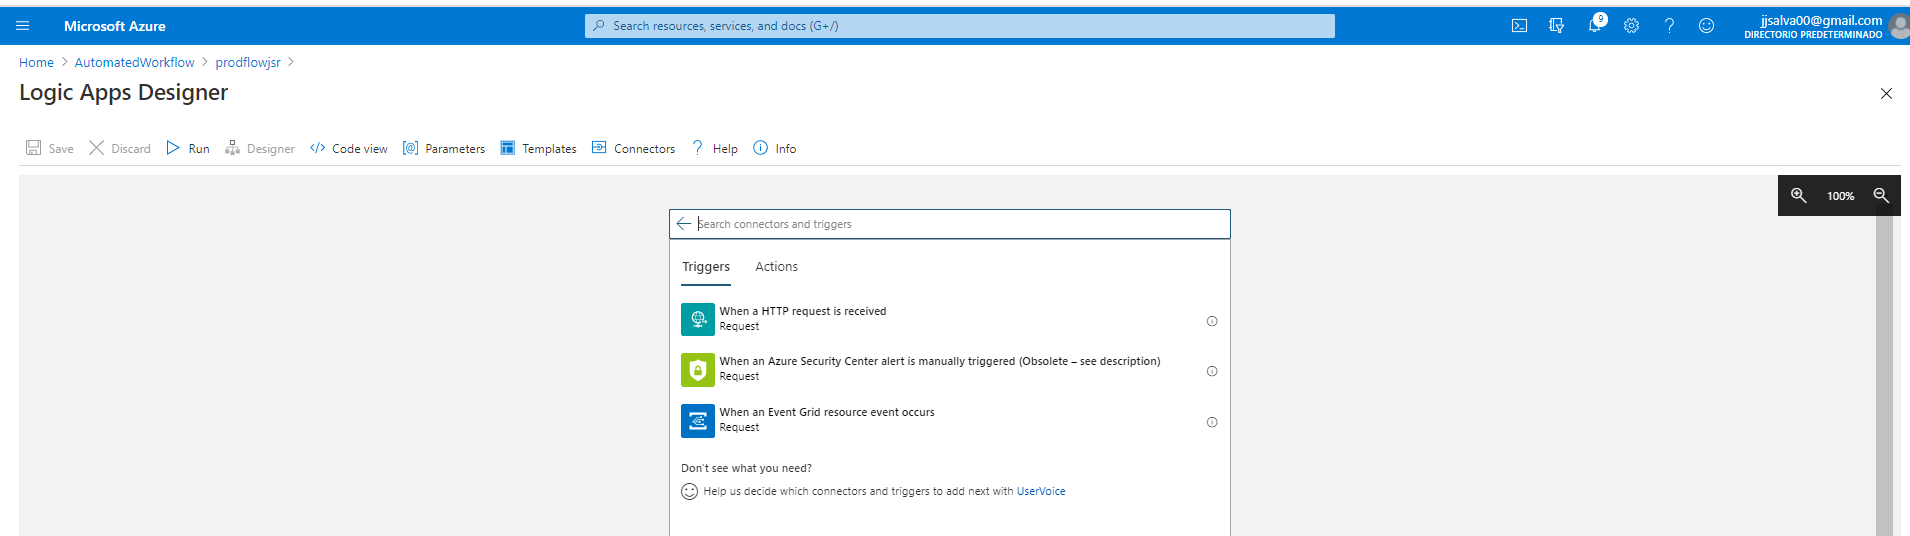 Microsoft Azure
Search resources, services, and docs (G+/)
9
jjsalva00@gmail.com
DIRECTORIO PREDETERMINADO
Home > AutomatedWorkflow > prodflowjsr >
Logic Apps Designer
Save Discard Run Designer Code view Parameters Templates Connectors Help Info
100%
Search connectors and triggers
Triggers Actions
When a HTTP request is received
Request
When an Azure Security Center alert is manually triggered (Obsolete – see description)
Request
When an Event Grid resource event occurs
Request
Don't see what you need?
Help us decide which connectors and triggers to add next with UserVoice